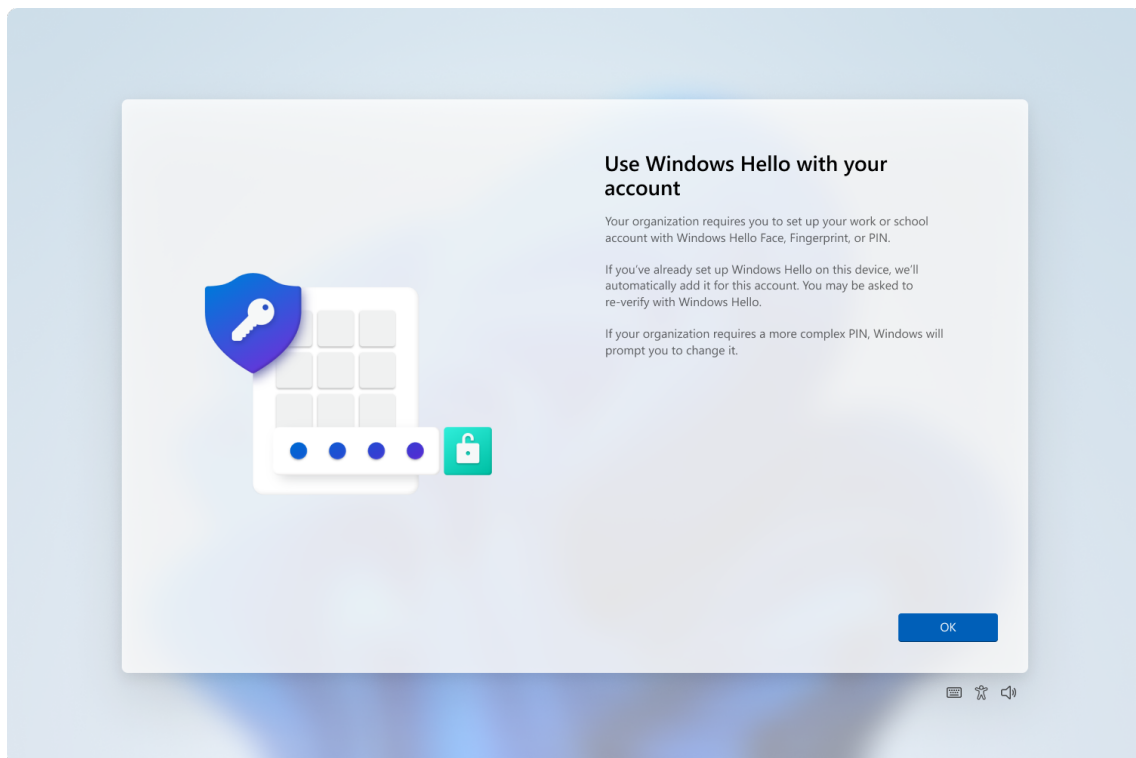 Use Windows Hello with your
account
Your organization requires you to set up your work or school
account with Windows Hello Face, Fingerprint, or PIN.
If you’ve already set up Windows Hello on this device, we’ll
automatically add it for this account. You may be asked to
re-verify with Windows Hello.
If your organization requires a more complex PIN, Windows will
prompt you to change it.
OK